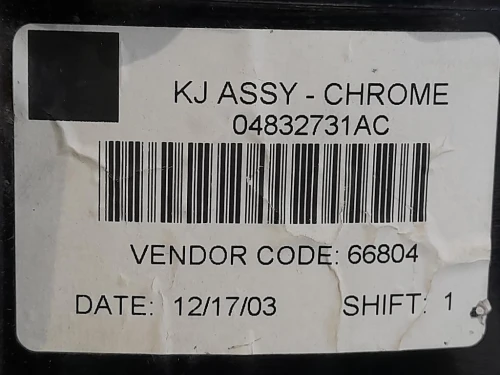 KJ ASSY - CHROME
04832731AC
VENDOR CODE: 66804
DATE: 12/17/03 SHIFT: 1